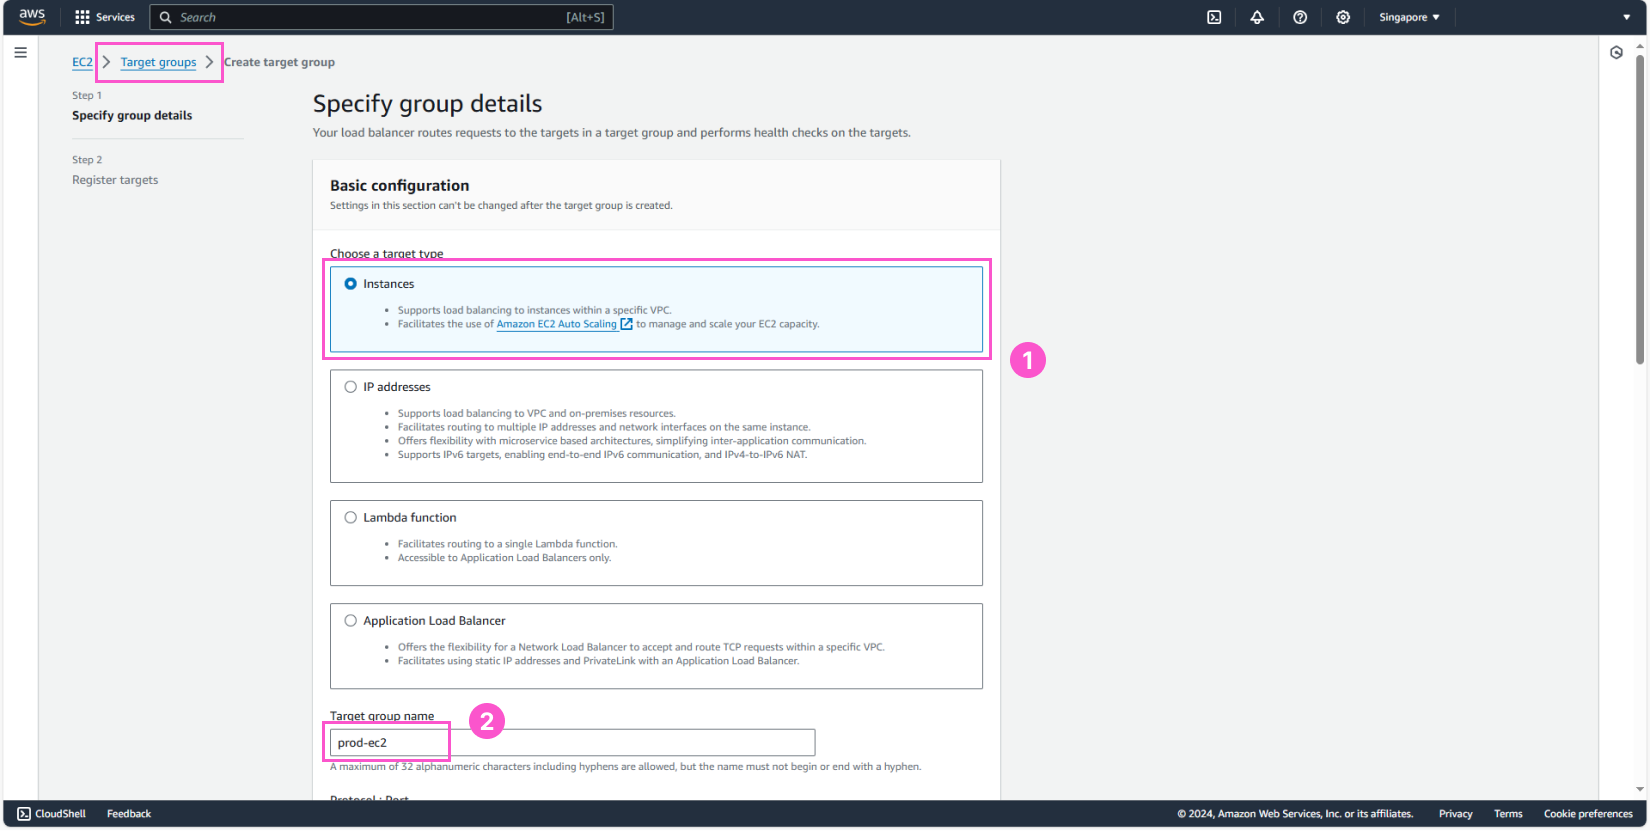 aws
Services
Search
[Alt+S]
Singapore
EC2
Target groups
Create target group
Step 1
Specify group details
Step 2
Register targets
Specify group details
Your load balancer routes requests to the targets in a target group and performs health checks on the targets.
Basic configuration
Settings in this section can't be changed after the target group is created.
Choose a target type
Instances
Supports load balancing to instances within a specific VPC.
Facilitates the use of Amazon EC2 Auto Scaling to manage and scale your EC2 capacity.
1
IP addresses
Supports load balancing to VPC and on-premises resources.
Facilitates routing to multiple IP addresses and network interfaces on the same instance.
Offers flexibility with microservice based architectures, simplifying inter-application communication.
Supports IPv6 targets, enabling end-to-end IPv6 communication, and IPv4-to-IPv6 NAT.
Lambda function
Facilitates routing to a single Lambda function.
Accessible to Application Load Balancers only.
Application Load Balancer
Offers the flexibility for a Network Load Balancer to accept and route TCP requests within a specific VPC.
Facilitates using static IP addresses and PrivateLink with an Application Load Balancer.
Target group name
2
prod-ec2
A maximum of 32 alphanumeric characters including hyphens are allowed, but the name must not begin or end with a hyphen.
Protocol : Port
CloudShell
Feedback
© 2024, Amazon Web Services, Inc. or its affiliates.
Privacy
Terms
Cookie preferences